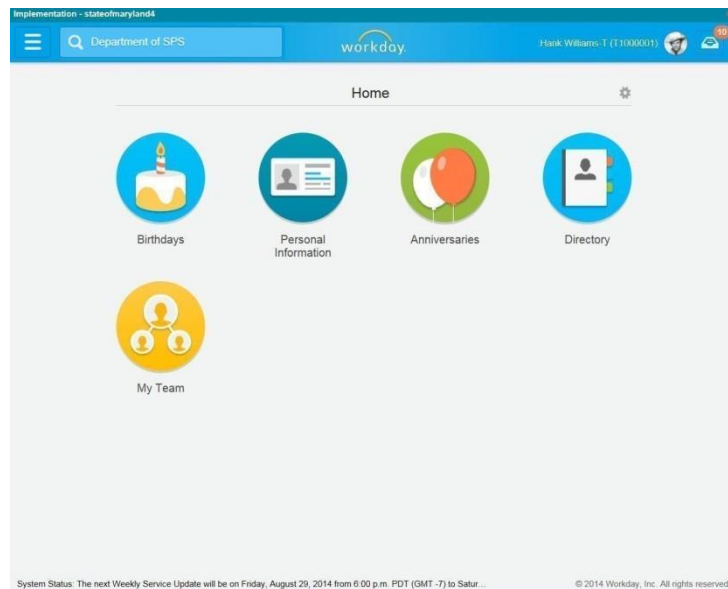 Implementation - stateofmaryland4
Department of SPS
workday.
Hank Williams-T (T1000001)
10
Home
Birthdays
Personal
Information
Anniversaries
Directory
My Team
System Status: The next Weekly Service Update will be on Friday, August 29, 2014 from 6:00 p.m. PDT (GMT -7) to Satur...
© 2014 Workday, Inc. All rights reserved